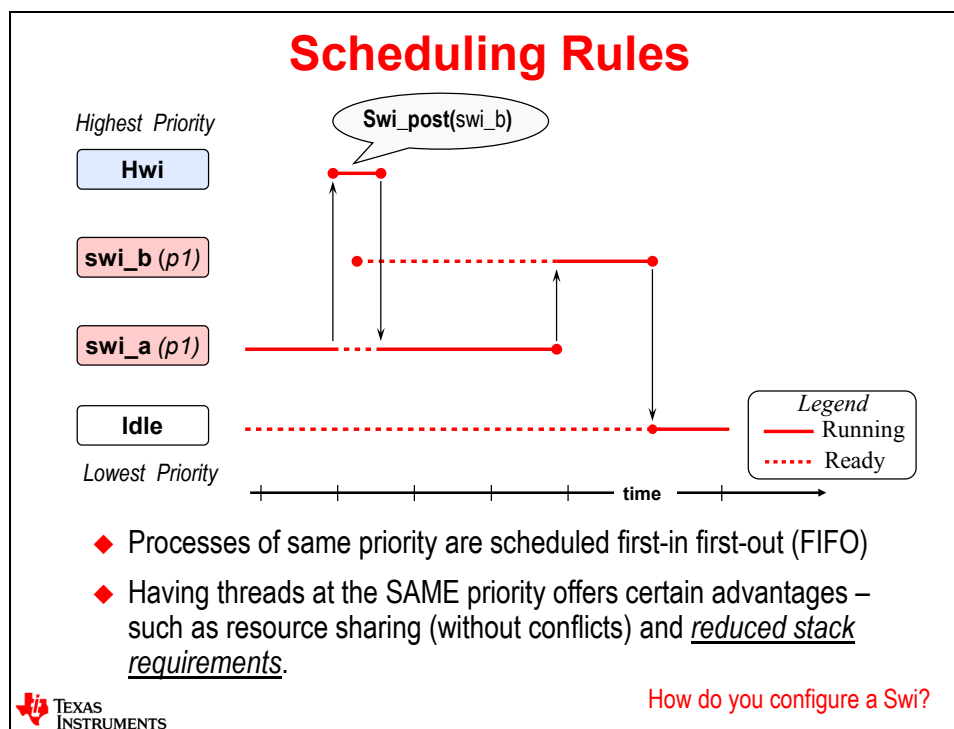 Scheduling Rules
Swi_post(swi_b)
Highest Priority
Hwi
swi_b (p1)
swi_a (p1)
Idle
Lowest Priority
Legend
Running
Ready
time
Processes of same priority are scheduled first-in first-out (FIFO)
Having threads at the SAME priority offers certain advantages –
such as resource sharing (without conflicts) and reduced stack
requirements.
How do you configure a Swi?
TEXAS
INSTRUMENTS